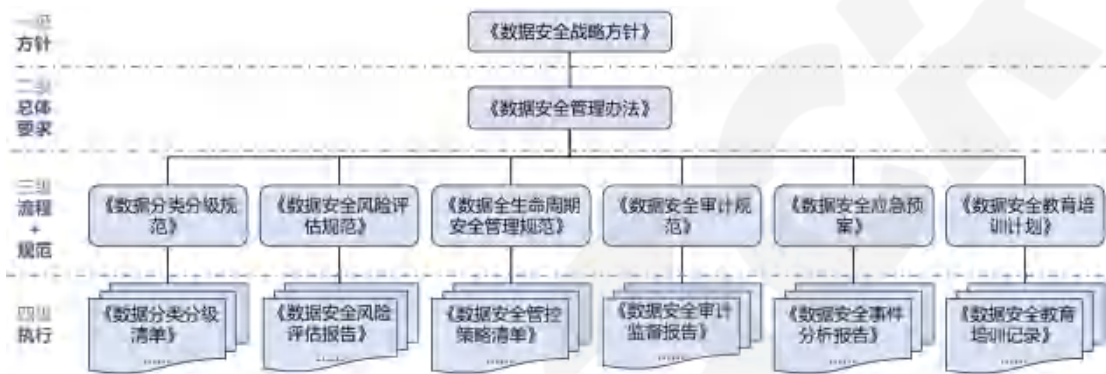 一级
方针
《数据安全战略方针》
二级
总体
要求
《数据安全管理办法》
三级
流程
+
规范
《数据分类分级规
范》
《数据安全风险评
估规范》
《数据全生命周期
安全管理规范》
《数据安全审计规
范》
《数据安全应急预
案》
《数据安全教育培
训计划》
四级
执行
《数据分类分级
清单》
……
《数据安全风险
评估报告》
……
《数据安全管控
策略清单》
……
《数据安全审计
监督报告》
……
《数据安全事件
分析报告》
……
《数据安全教育
培训记录》
……